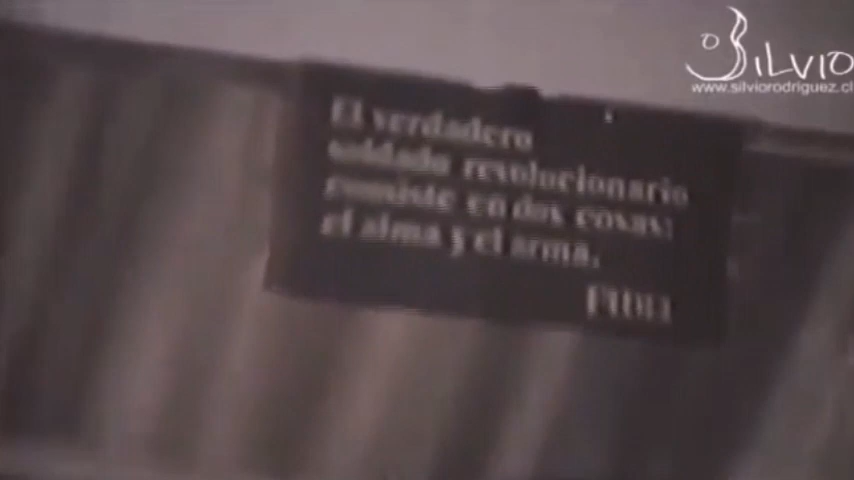 SILVIO
www.silviorodriguez.cl
El verdadero
soldado revolucionario
consiste en dos cosas:
el alma y el arma.
FIDEL